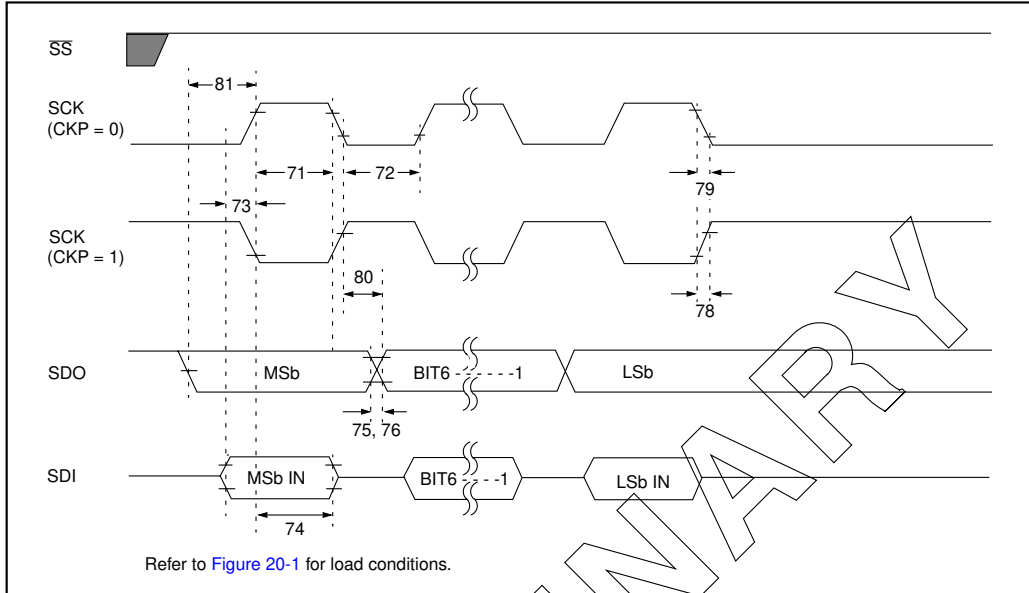 SS
81
SCK
(CKP = 0)
71
72
79
73
SCK
(CKP = 1)
80
78
SDO
MSb
BIT6 - - - - - -1
LSb
75, 76
SDI
MSb IN
BIT6 - - - -1
LSb IN
74
Refer to Figure 20-1 for load conditions.
NARY